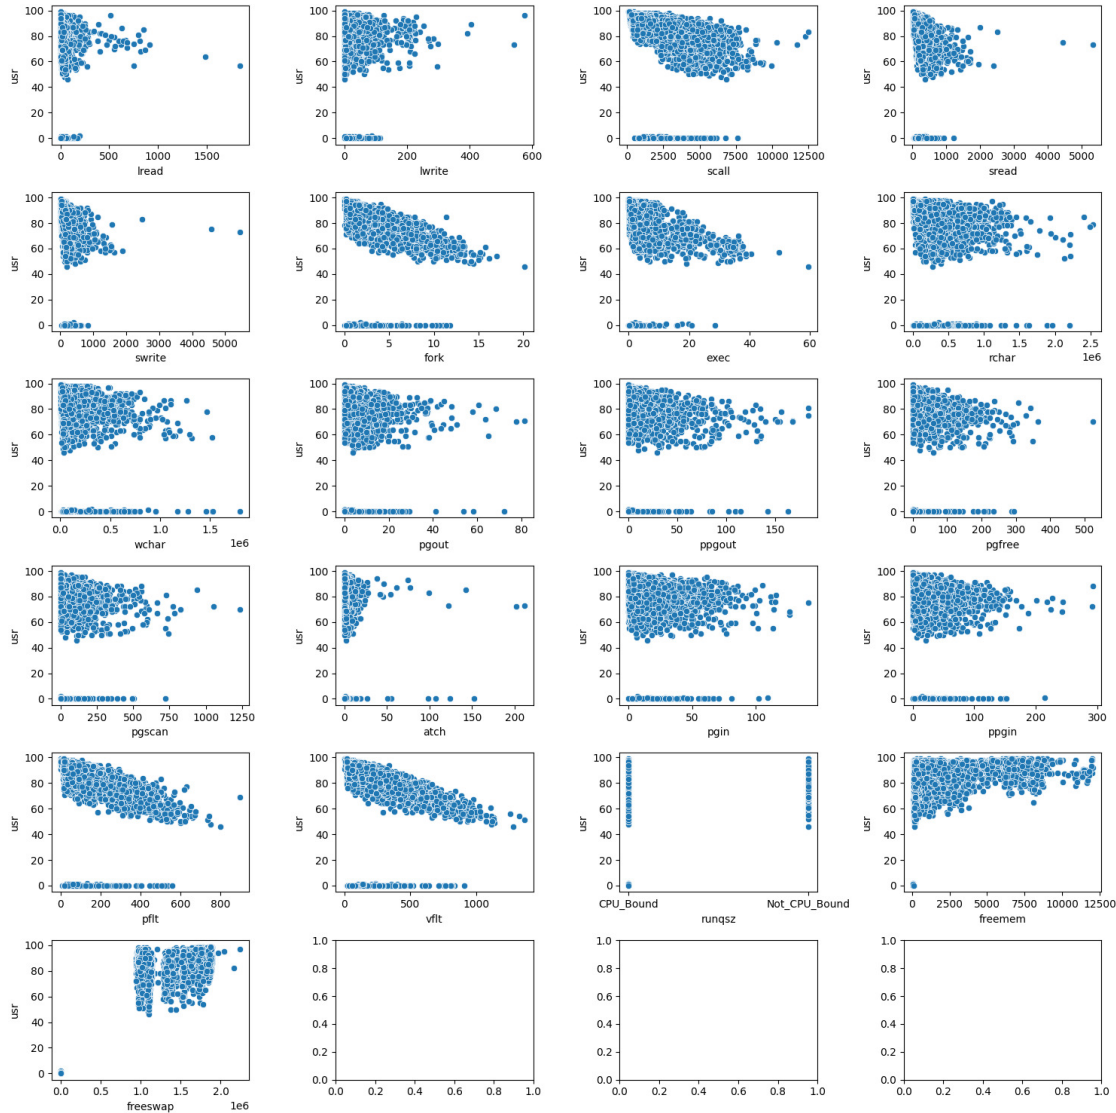 usr
100
80
60
40
20
0
0 500 1000 1500
lread
usr
100
80
60
40
20
0
0 200 400 600
lwrite
usr
100
80
60
40
20
0
0 2500 5000 7500 10000 12500
scall
usr
100
80
60
40
20
0
0 1000 2000 3000 4000 5000
sread
usr
100
80
60
40
20
0
0 1000 2000 3000 4000 5000
swrite
usr
100
80
60
40
20
0
0 5 10 15 20
fork
usr
100
80
60
40
20
0
0 20 40 60
exec
usr
100
80
60
40
20
0
0.0 0.5 1.0 1.5 2.0 2.5
1e6
rchar
usr
100
80
60
40
20
0
0.0 0.5 1.0 1.5
1e6
wchar
usr
100
80
60
40
20
0
0 20 40 60 80
pgout
usr
100
80
60
40
20
0
0 50 100 150
ppgout
usr
100
80
60
40
20
0
0 100 200 300 400 500
pgfree
usr
100
80
60
40
20
0
0 250 500 750 1000 1250
pgscan
usr
100
80
60
40
20
0
0 50 100 150 200
atch
usr
100
80
60
40
20
0
0 50 100
pgin
usr
100
80
60
40
20
0
0 100 200 300
ppgin
usr
100
80
60
40
20
0
0 200 400 600 800
pflt
usr
100
80
60
40
20
0
0 500 1000
vflt
usr
100
80
60
40
20
0
CPU_Bound Not_CPU_Bound
runqsz
usr
100
80
60
40
20
0
0 2500 5000 7500 10000 12500
freemem
usr
100
80
60
40
20
0
0.0 0.5 1.0 1.5 2.0
1e6
freeswap
1.0
0.8
0.6
0.4
0.2
0.0
0.0 0.2 0.4 0.6 0.8 1.0
1.0
0.8
0.6
0.4
0.2
0.0
0.0 0.2 0.4 0.6 0.8 1.0
1.0
0.8
0.6
0.4
0.2
0.0
0.0 0.2 0.4 0.6 0.8 1.0